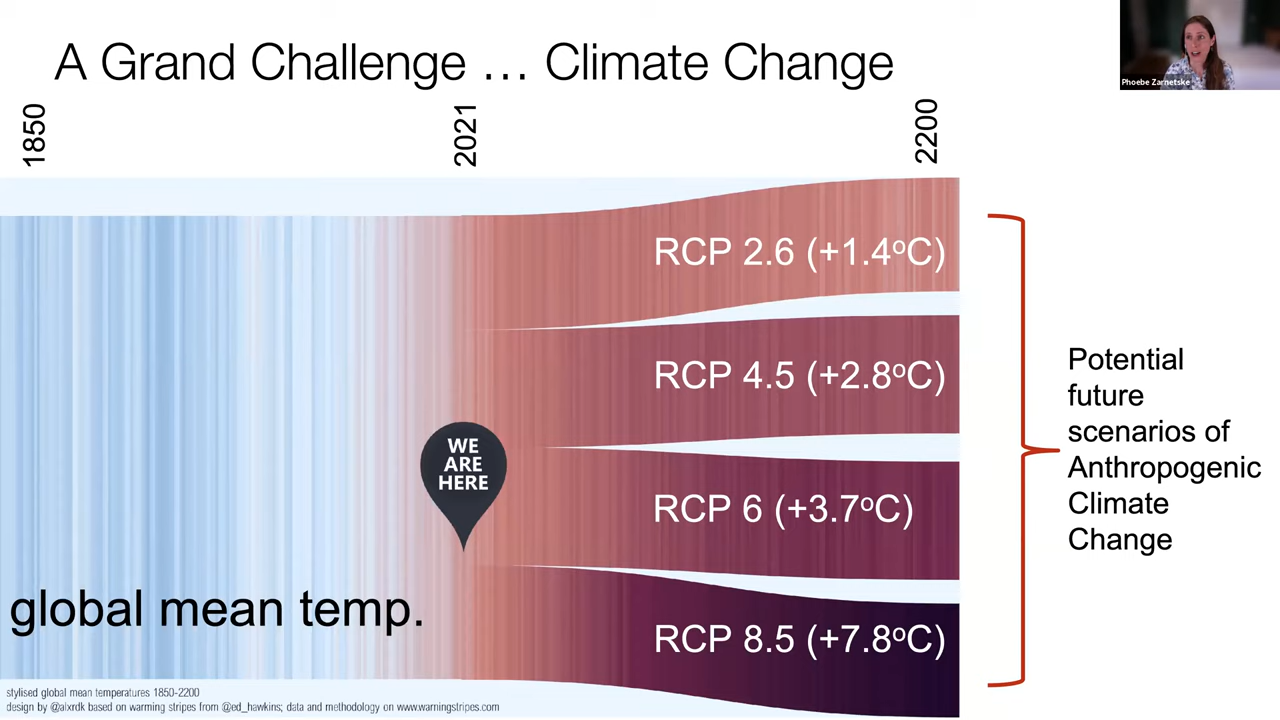 A Grand Challenge … Climate Change
Phoebe Zarnetske
1850
2021
2200
RCP 2.6 (+1.4ºC)
RCP 4.5 (+2.8ºC)
WE
ARE
HERE
RCP 6 (+3.7ºC)
RCP 8.5 (+7.8ºC)
global mean temp.
Potential
future
scenarios of
Anthropogenic
Climate
Change
stylised global mean temperatures 1850-2200
design by @alxrdk based on warming stripes from @ed_hawkins; data and methodology on www.warmingstripes.com